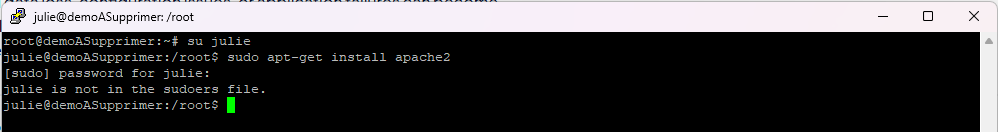 julie@demoASupprimer: /root
root@demoASupprimer:~# su julie
julie@demoASupprimer:/root$ sudo apt-get install apache2
[sudo] password for julie:
julie is not in the sudoers file.
julie@demoASupprimer:/root$